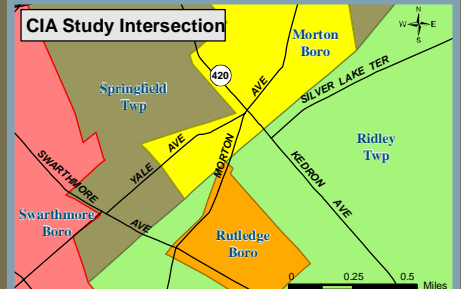 CIA Study Intersection
Morton
Boro
N
W
E
S
420
Springfield
Twp
AVE
SILVER LAKE TER
Ridley
Twp
MORTON
YALE AVE
KEDRON AVE
SWARTHMORE AVE
Swarthmore
Boro
Rutledge
Boro
0 0.25 0.5
Miles